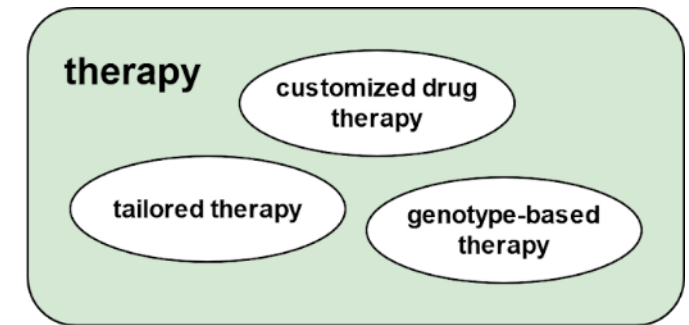 therapy
customized drug
therapy
tailored therapy
genotype-based
therapy